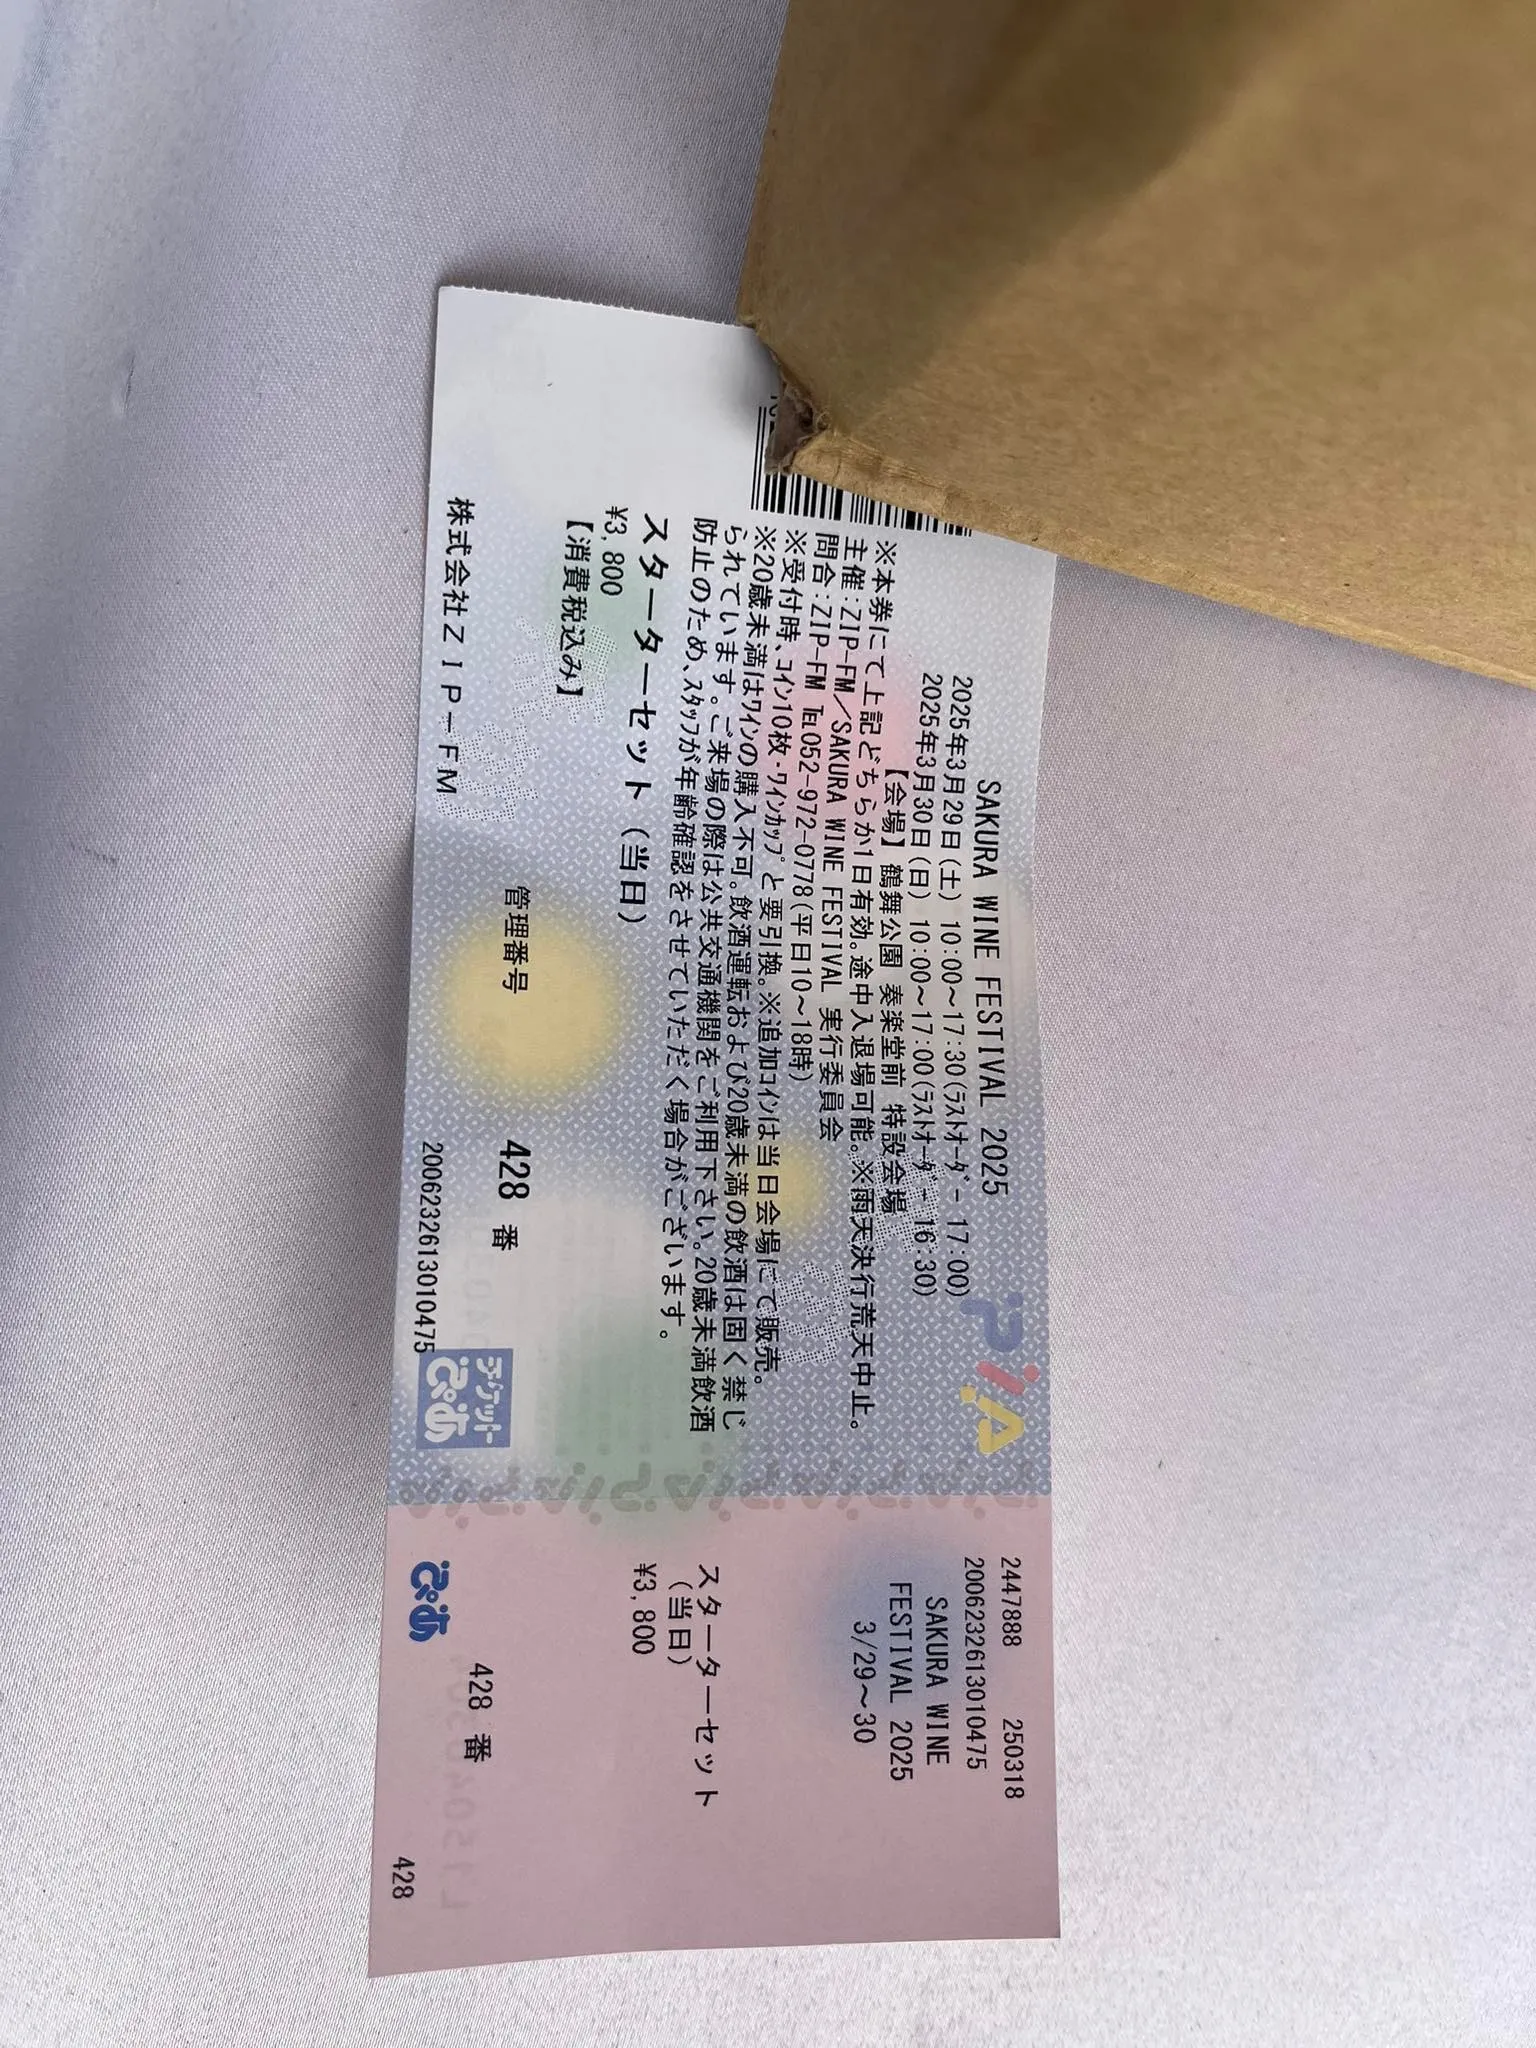 SAKURA WINE FESTIVAL 2025
2025年3月29日(土) 10:00～17:30(ﾗｽﾄｵｰﾀﾞｰ 17:00)
2025年3月30日(日) 10:00～17:00(ﾗｽﾄｵｰﾀﾞｰ 16:30)
【会場】鶴舞公園 奏楽堂前 特設会場
※本券にて上記どちらか1日有効。途中入退場可能。※雨天決行荒天中止。
主催:ZIP-FM／SAKURA WINE FESTIVAL 実行委員会
問合:ZIP-FM ℡052-972-0778(平日10～18時)
※受付時、ｺｲﾝ10枚・ﾜｲﾝｶｯﾌﾟと要引換。※追加ｺｲﾝは当日会場にて販売。
※20歳未満はﾜｲﾝの購入不可。飲酒運転および20歳未満の飲酒は固く禁じ
られています。ご来場の際は公共交通機関をご利用下さい。20歳未満飲酒
防止のため、ｽﾀｯﾌが年齢確認をさせていただく場合がございます。
スターターセット(当日)
¥3,800
【消費税込み】
管理番号 428 番
株式会社ＺＩＰ－ＦＭ
2006232613010475
チケットぴあ
PIA
2447888 250318
2006232613010475
SAKURA WINE
FESTIVAL 2025
3/29～30
スターターセット
(当日)
¥3,800
428 番
ぴあ
428